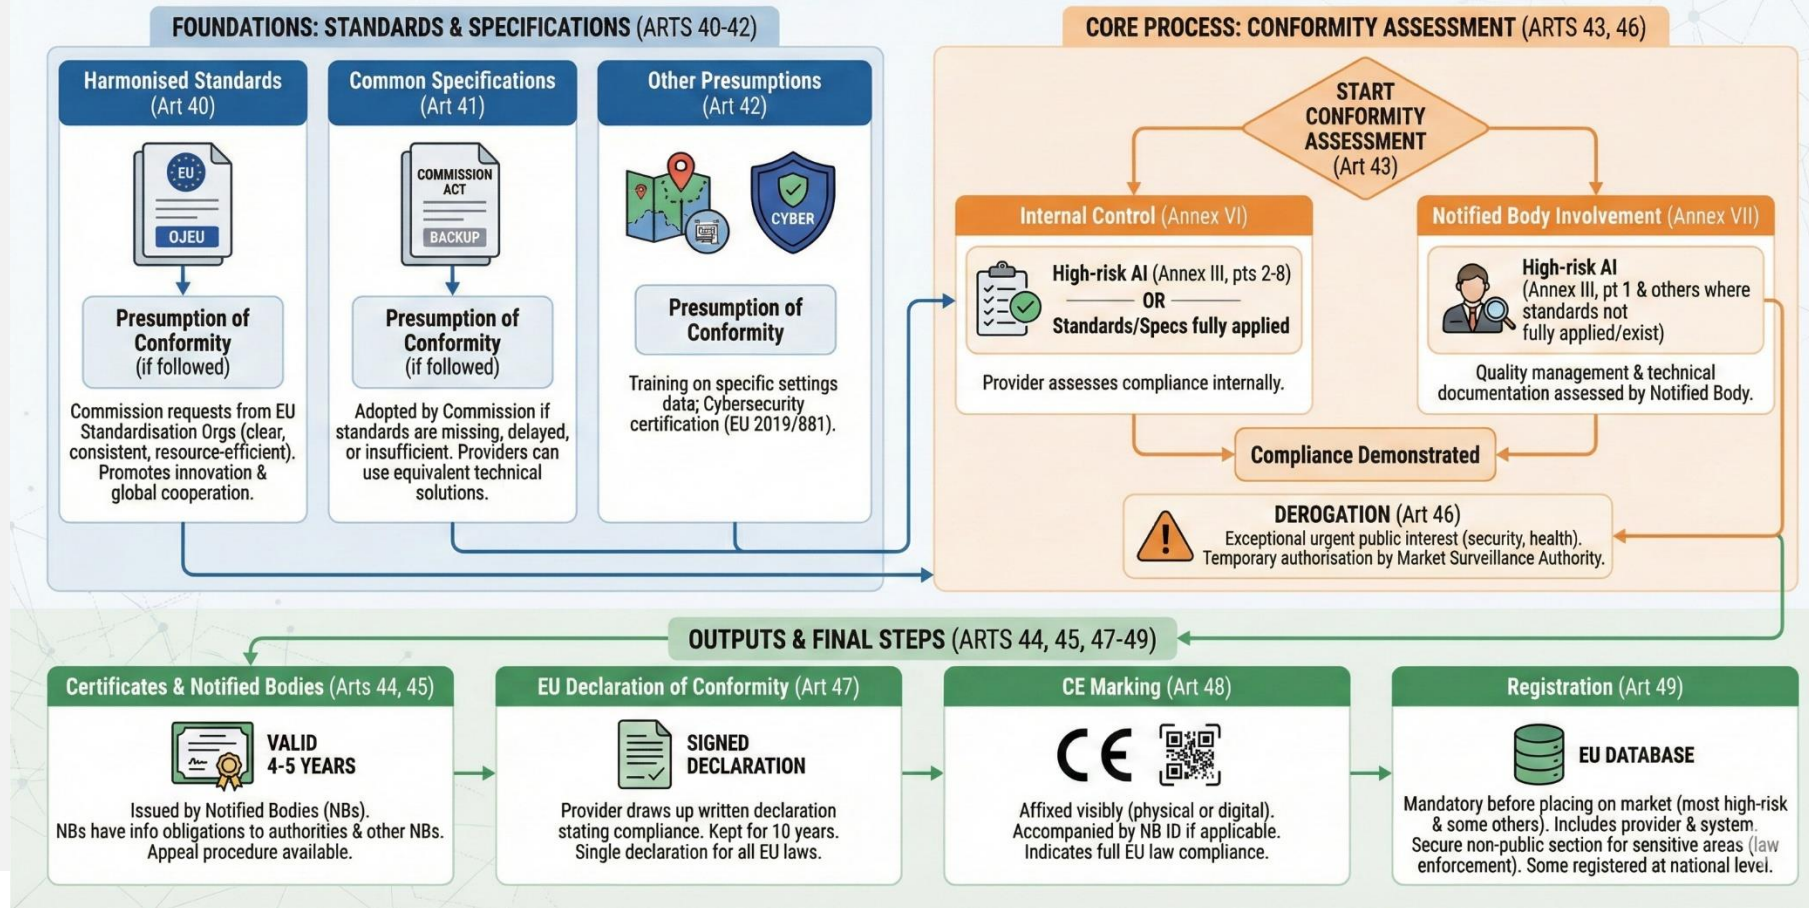 FOUNDATIONS: STANDARDS & SPECIFICATIONS (ARTS 40-42)
Harmonised Standards
(Art 40)
EU
OJEU
Presumption of
Conformity
(if followed)
Commission requests from EU
Standardisation Orgs (clear,
consistent, resource-efficient).
Promotes innovation &
global cooperation.
Common Specifications
(Art 41)
COMMISSION
ACT
BACKUP
Presumption of
Conformity
(if followed)
Adopted by Commission if
standards are missing, delayed,
or insufficient. Providers can
use equivalent technical
solutions.
Other Presumptions
(Art 42)
CYBER
Presumption of
Conformity
Training on specific settings
data; Cybersecurity
certification (EU 2019/881).
CORE PROCESS: CONFORMITY ASSESSMENT (ARTS 43, 46)
START
CONFORMITY
ASSESSMENT
(Art 43)
Internal Control (Annex VI)
High-risk AI (Annex III, pts 2-8)
OR
Standards/Specs fully applied
Provider assesses compliance internally.
Notified Body Involvement (Annex VII)
High-risk AI
(Annex III, pt 1 & others where
standards not
fully applied/exist)
Quality management & technical
documentation assessed by Notified Body.
Compliance Demonstrated
DEROGATION (Art 46)
Exceptional urgent public interest (security, health).
Temporary authorisation by Market Surveillance Authority.
OUTPUTS & FINAL STEPS (ARTS 44, 45, 47-49)
Certificates & Notified Bodies (Arts 44, 45)
VALID
4-5 YEARS
Issued by Notified Bodies (NBs).
NBs have info obligations to authorities & other NBs.
Appeal procedure available.
EU Declaration of Conformity (Art 47)
SIGNED
DECLARATION
Provider draws up written declaration
stating compliance. Kept for 10 years.
Single declaration for all EU laws.
CE Marking (Art 48)
CE
Affixed visibly (physical or digital).
Accompanied by NB ID if applicable.
Indicates full EU law compliance.
Registration (Art 49)
EU DATABASE
Mandatory before placing on market (most high-risk
& some others). Includes provider & system.
Secure non-public section for sensitive areas (law
enforcement). Some registered at national level.